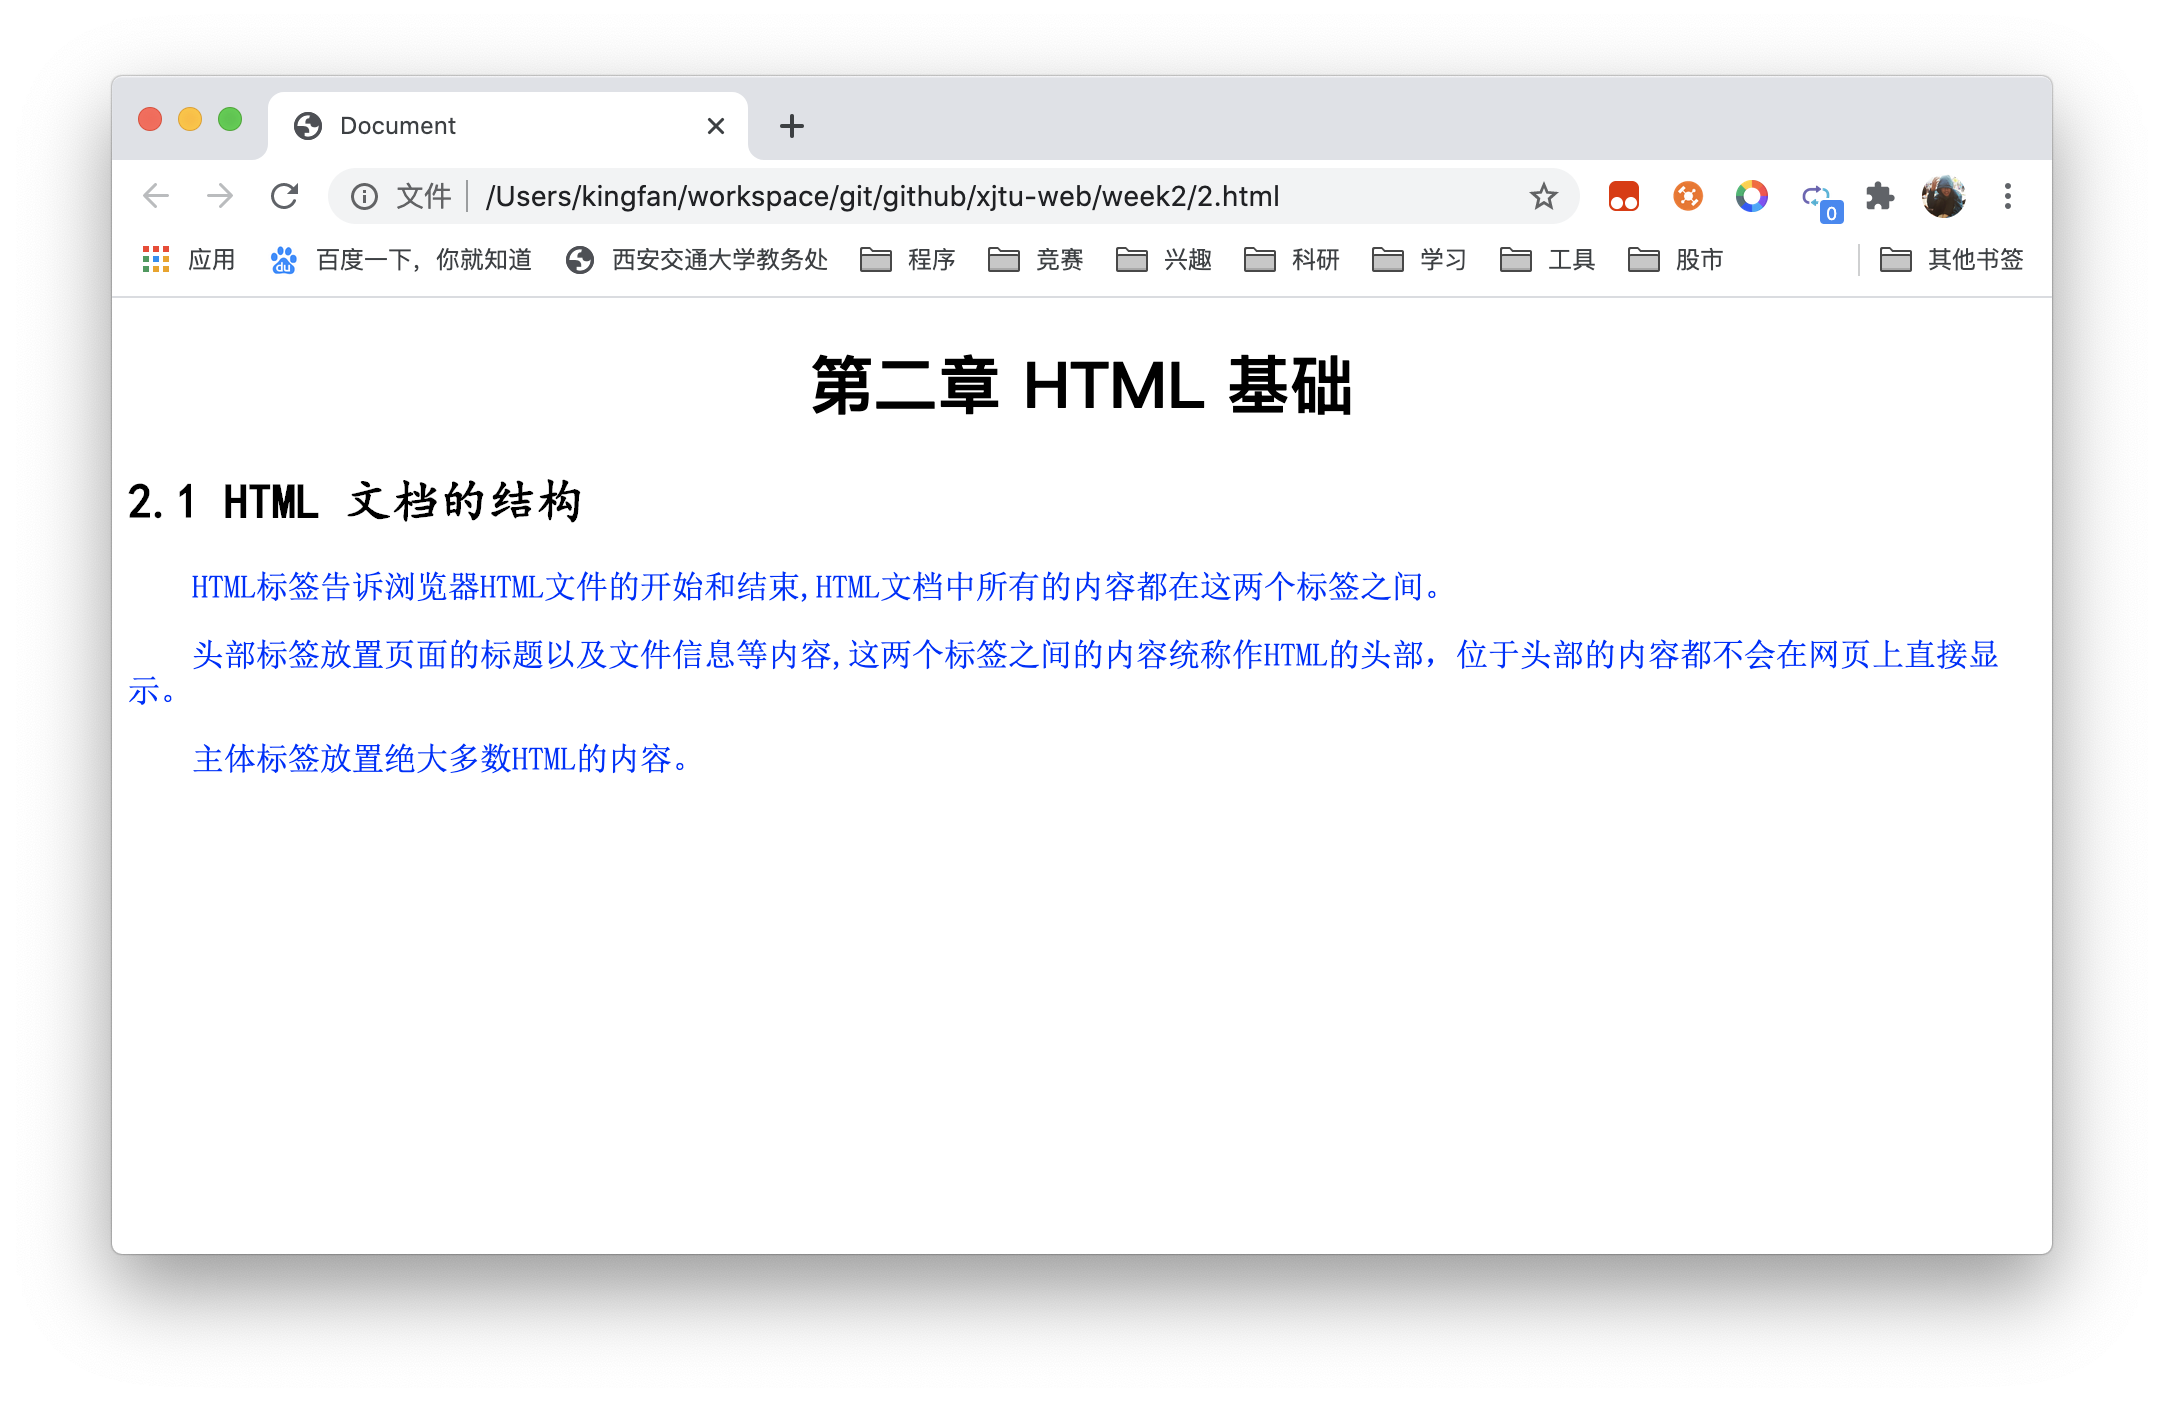 Document
文件 /Users/kingfan/workspace/git/github/xjtu-web/week2/2.html
0
应用 百度一下，你就知道 西安交通大学教务处 程序 竞赛 兴趣 科研 学习 工具 股市 其他书签
第二章 HTML 基础
2.1 HTML 文档的结构
HTML标签告诉浏览器HTML文件的开始和结束,HTML文档中所有的内容都在这两个标签之间。
头部标签放置页面的标题以及文件信息等内容,这两个标签之间的内容统称作HTML的头部，位于头部的内容都不会在网页上直接显
示。
主体标签放置绝大多数HTML的内容。